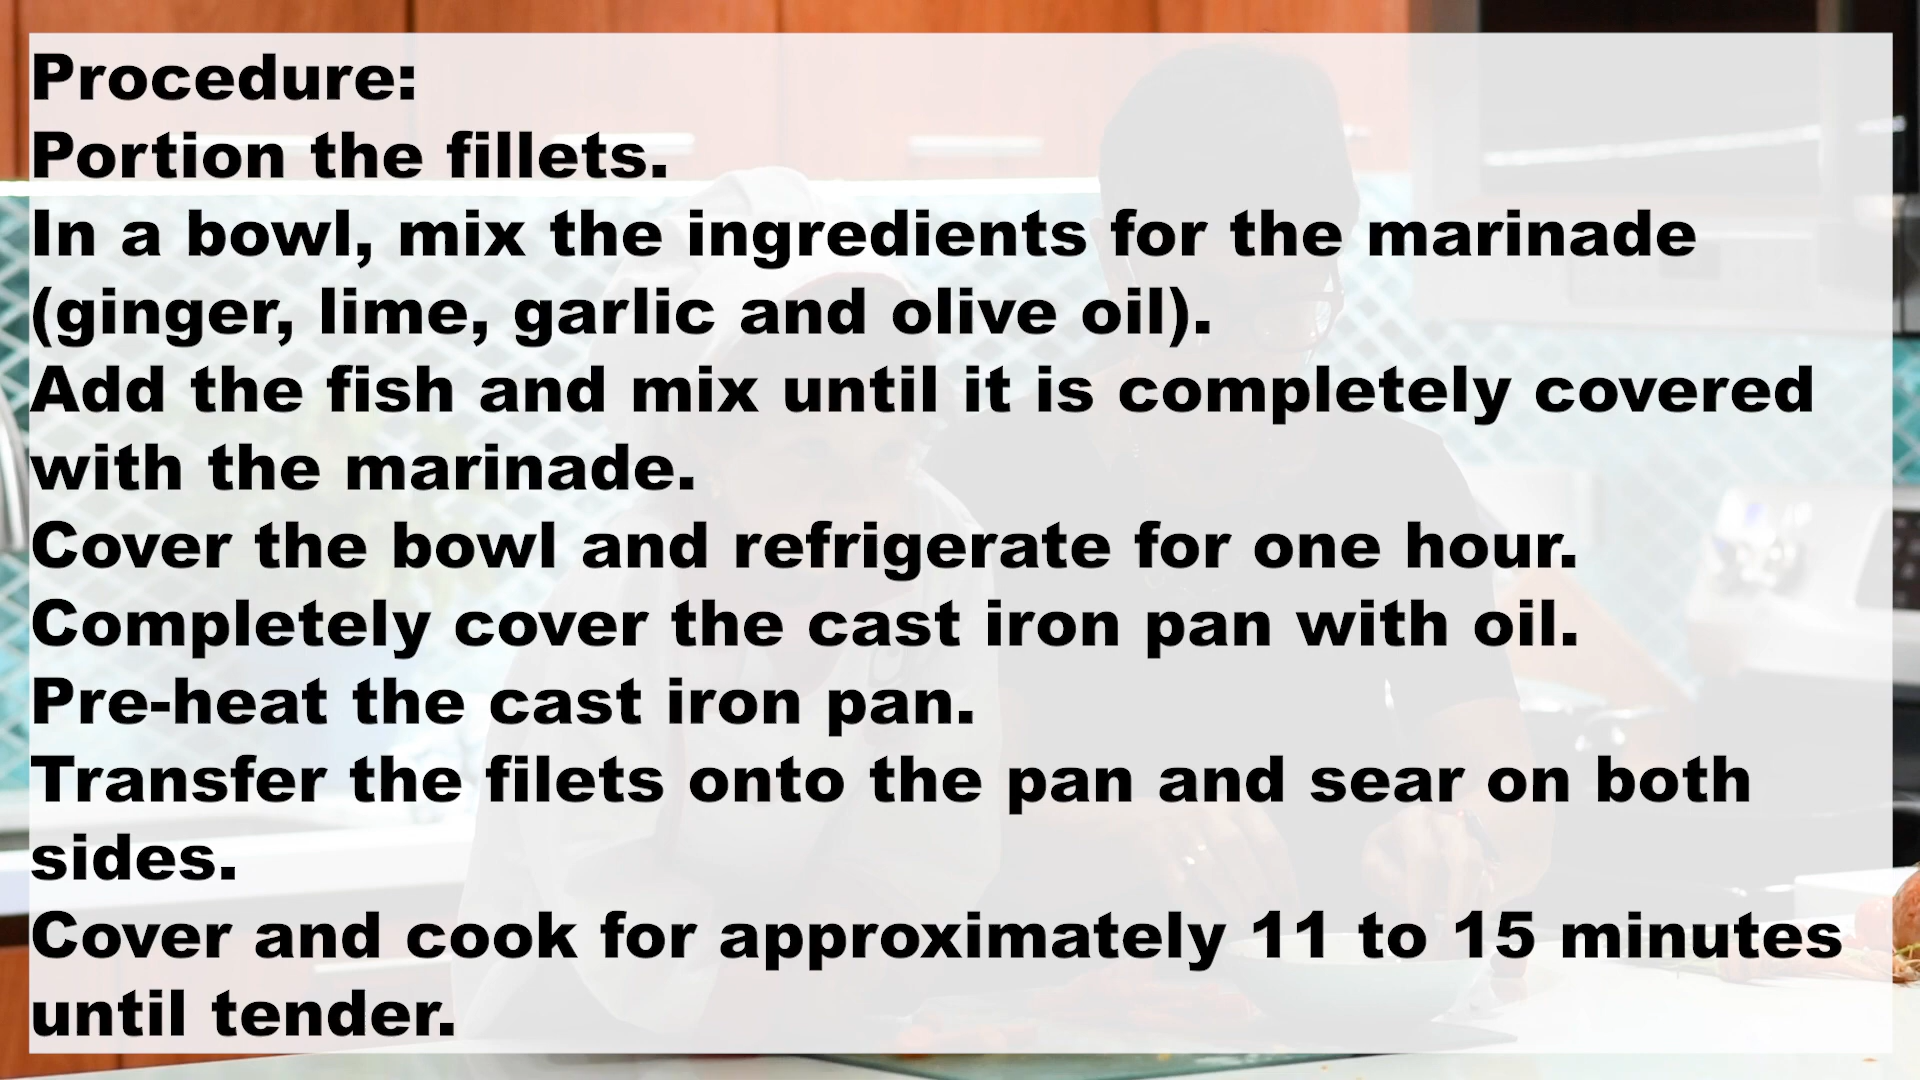 Procedure:
Portion the fillets.
In a bowl, mix the ingredients for the marinade
(ginger, lime, garlic and olive oil).
Add the fish and mix until it is completely covered
with the marinade.
Cover the bowl and refrigerate for one hour.
Completely cover the cast iron pan with oil.
Pre-heat the cast iron pan.
Transfer the filets onto the pan and sear on both
sides.
Cover and cook for approximately 11 to 15 minutes
until tender.